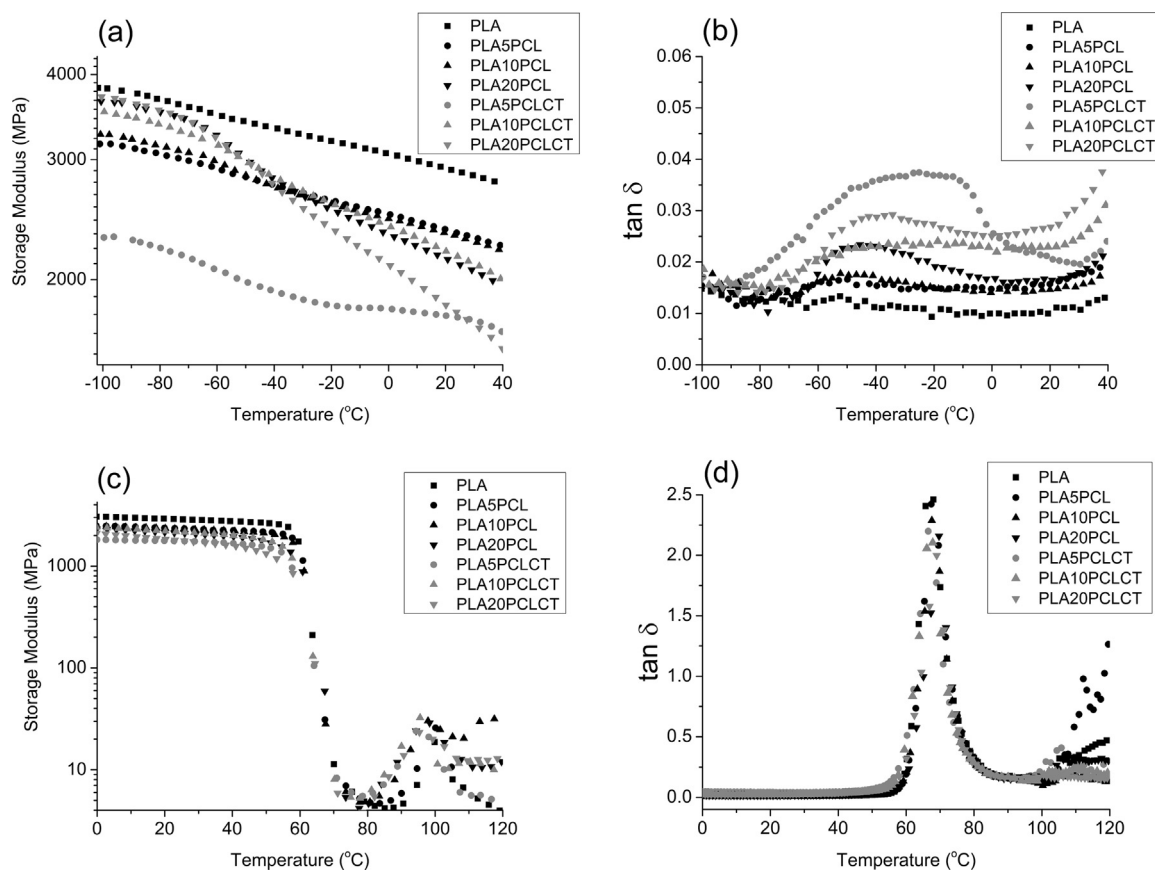 (a)
PLA
PLA5PCL
PLA10PCL
PLA20PCL
PLA5PCLCT
PLA10PCLCT
PLA20PCLCT
4000
3000
2000
Storage Modulus (MPa)
-100 -80 -60 -40 -20 0 20 40
Temperature (°C)
(b)
PLA
PLA5PCL
PLA10PCL
PLA20PCL
PLA5PCLCT
PLA10PCLCT
PLA20PCLCT
0.06
0.05
0.04
0.03
0.02
0.01
0.00
tan δ
-100 -80 -60 -40 -20 0 20 40
Temperature (°C)
(c)
PLA
PLA5PCL
PLA10PCL
PLA20PCL
PLA5PCLCT
PLA10PCLCT
PLA20PCLCT
1000
100
10
Storage Modulus (MPa)
0 20 40 60 80 100 120
Temperature (°C)
(d)
PLA
PLA5PCL
PLA10PCL
PLA20PCL
PLA5PCLCT
PLA10PCLCT
PLA20PCLCT
2.5
2.0
1.5
1.0
0.5
0.0
tan δ
0 20 40 60 80 100 120
Temperature (°C)